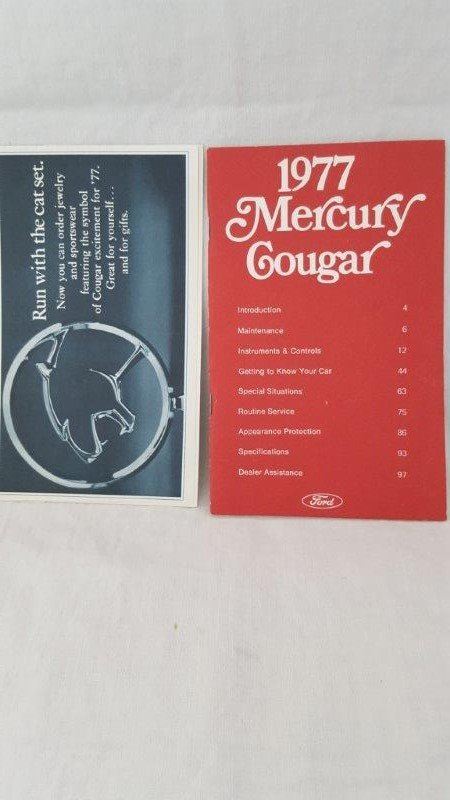 Run with the cat set.
Now you can order jewelry
and sportswear
featuring the symbol
of Cougar excitement for '77.
Great for yourself...
and for gifts.
1977
Mercury
Cougar
Introduction 4
Maintenance 6
Instruments & Controls 12
Getting to Know Your Car 44
Special Situations 63
Routine Service 75
Appearance Protection 86
Specifications 93
Dealer Assistance 97
Ford